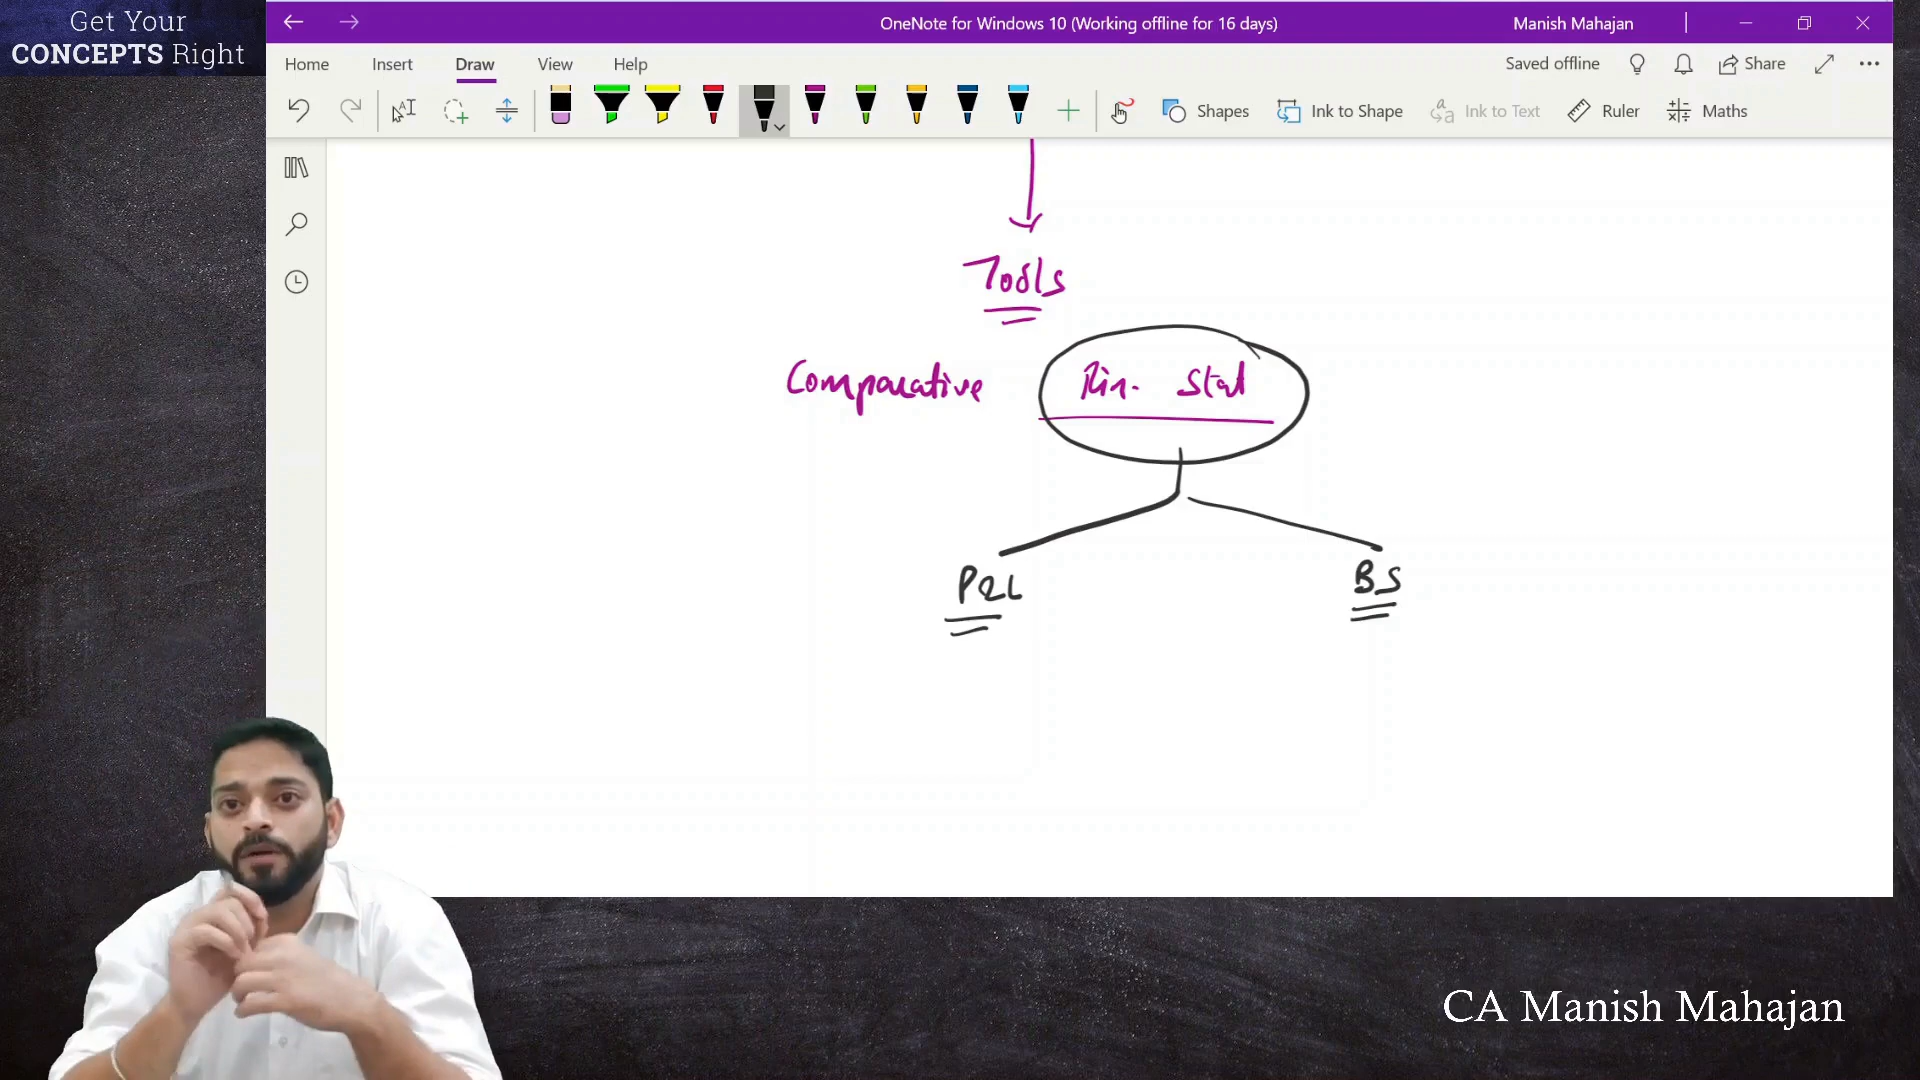 Get Your
CONCEPTS Right
OneNote for Windows 10 (Working offline for 16 days)
Manish Mahajan
Home Insert Draw View Help
Saved offline
Share
Shapes
Ink to Shape
Ink to Text
Ruler
Maths
Tools
Comparative Fin. Stat
P&L
BS
CA Manish Mahajan